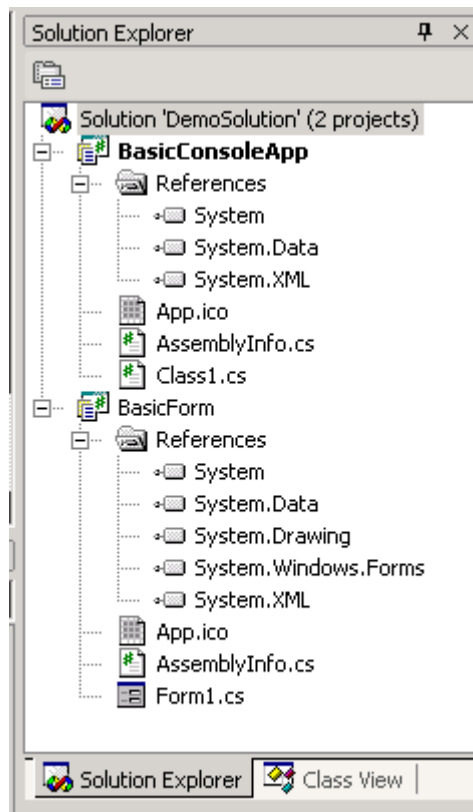 Solution Explorer
Solution 'DemoSolution' (2 projects)
BasicConsoleApp
References
System
System.Data
System.XML
App.ico
AssemblyInfo.cs
Class1.cs
BasicForm
References
System
System.Data
System.Drawing
System.Windows.Forms
System.XML
App.ico
AssemblyInfo.cs
Form1.cs
Solution Explorer Class View